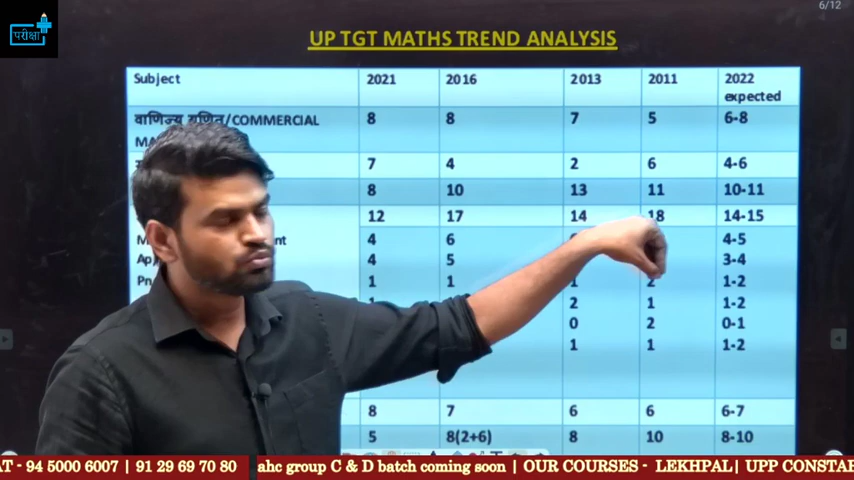 6/12
परीक्षा
UP TGT MATHS TREND ANALYSIS
Subject 2021 2016 2013 2011 2022
expected
वाणिज्य गणित/COMMERCIAL 8 8 7 5 6-8
7 4 2 6 4-6
8 10 13 11 10-11
12 17 14 18 14-15
4 6 4-5
4 5 3-4
1 1 1 2 1-2
2 1 1-2
0 2 0-1
1 1 1-2
8 7 6 6 6-7
5 8(2+6) 8 10 8-10
AT - 94 5000 6007 | 91 29 69 70 80 ahc group C & D batch coming soon | OUR COURSES - LEKHPAL| UPP CONSTAB